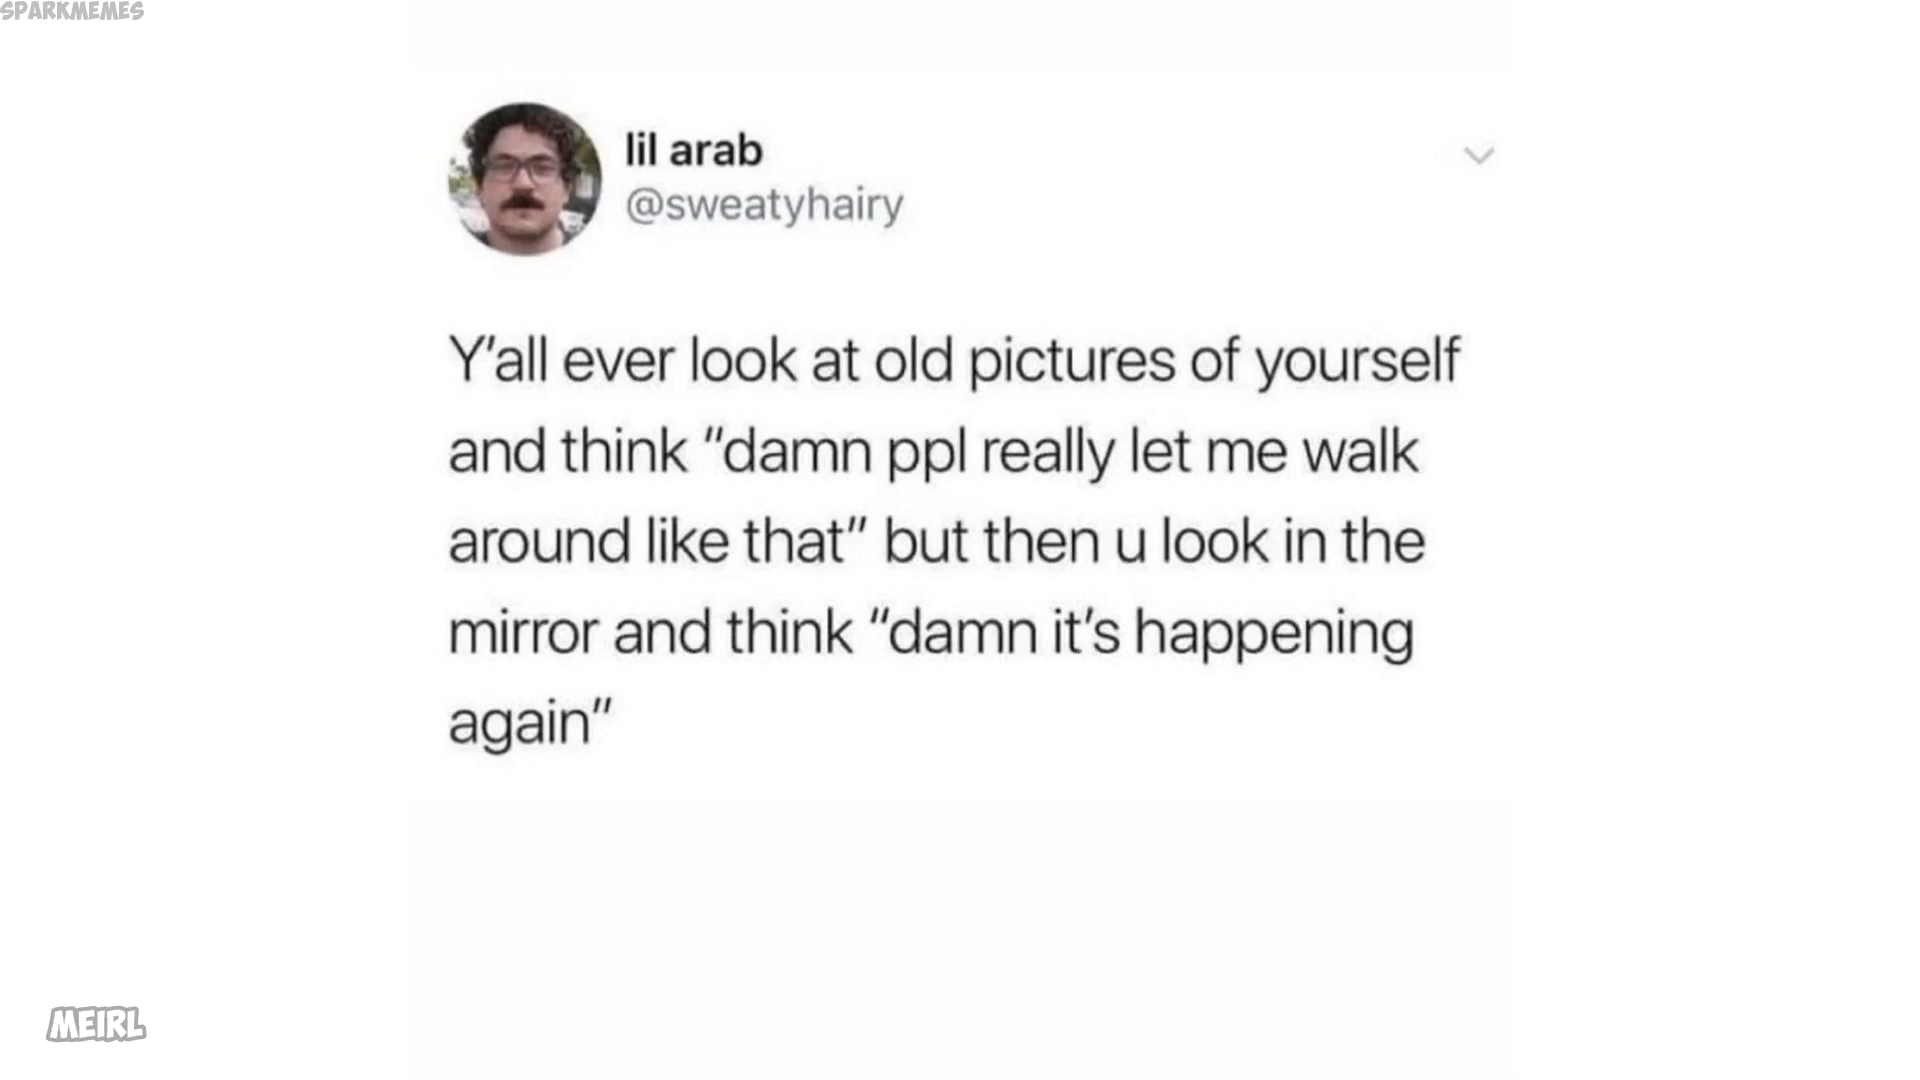 SPARKMEMES
lil arab
@sweatyhairy
Y'all ever look at old pictures of yourself
and think "damn ppl really let me walk
around like that" but then u look in the
mirror and think "damn it's happening
again"
MEIRL